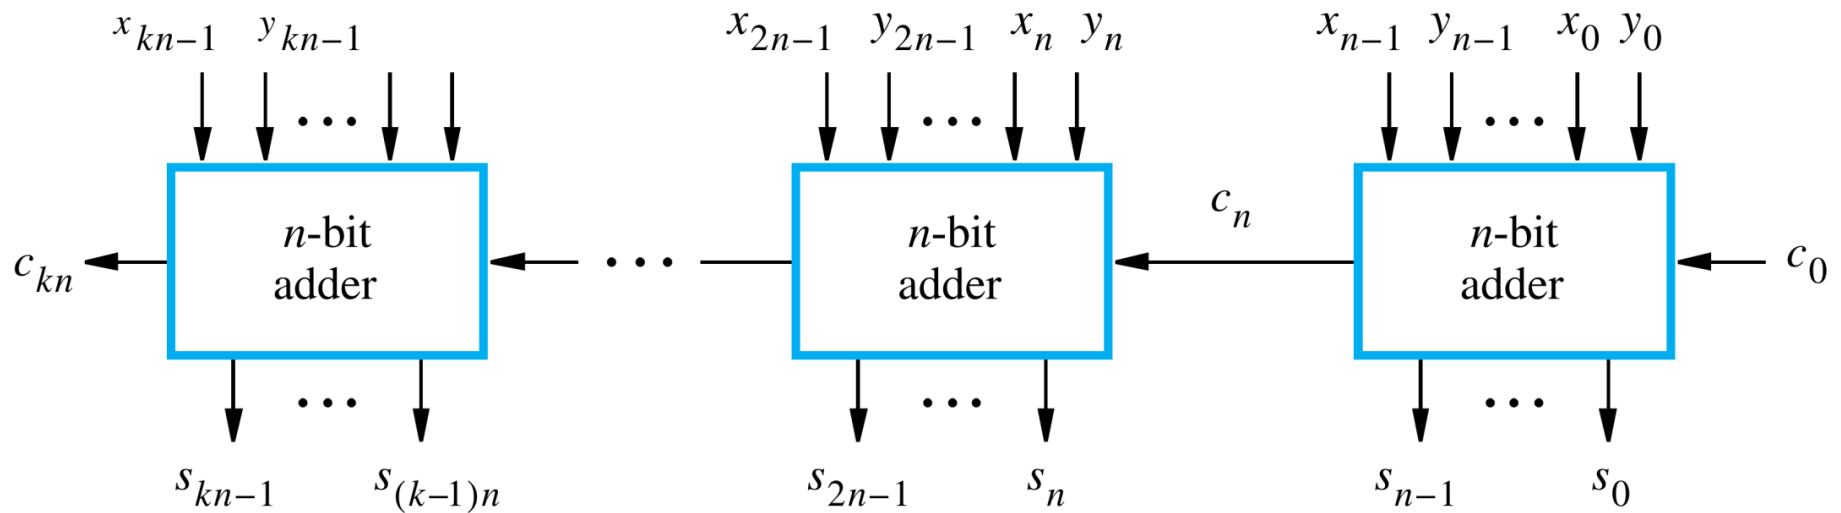 x_{kn−1} y_{kn−1} x_{2n−1} y_{2n−1} x_n y_n x_{n−1} y_{n−1} x_0 y_0
••• ••• •••
c_n
n-bit n-bit n-bit
c_{kn} ••• c_0
adder adder adder
••• ••• •••
s_{kn−1} s_{(k−1)n} s_{2n−1} s_n s_{n−1} s_0